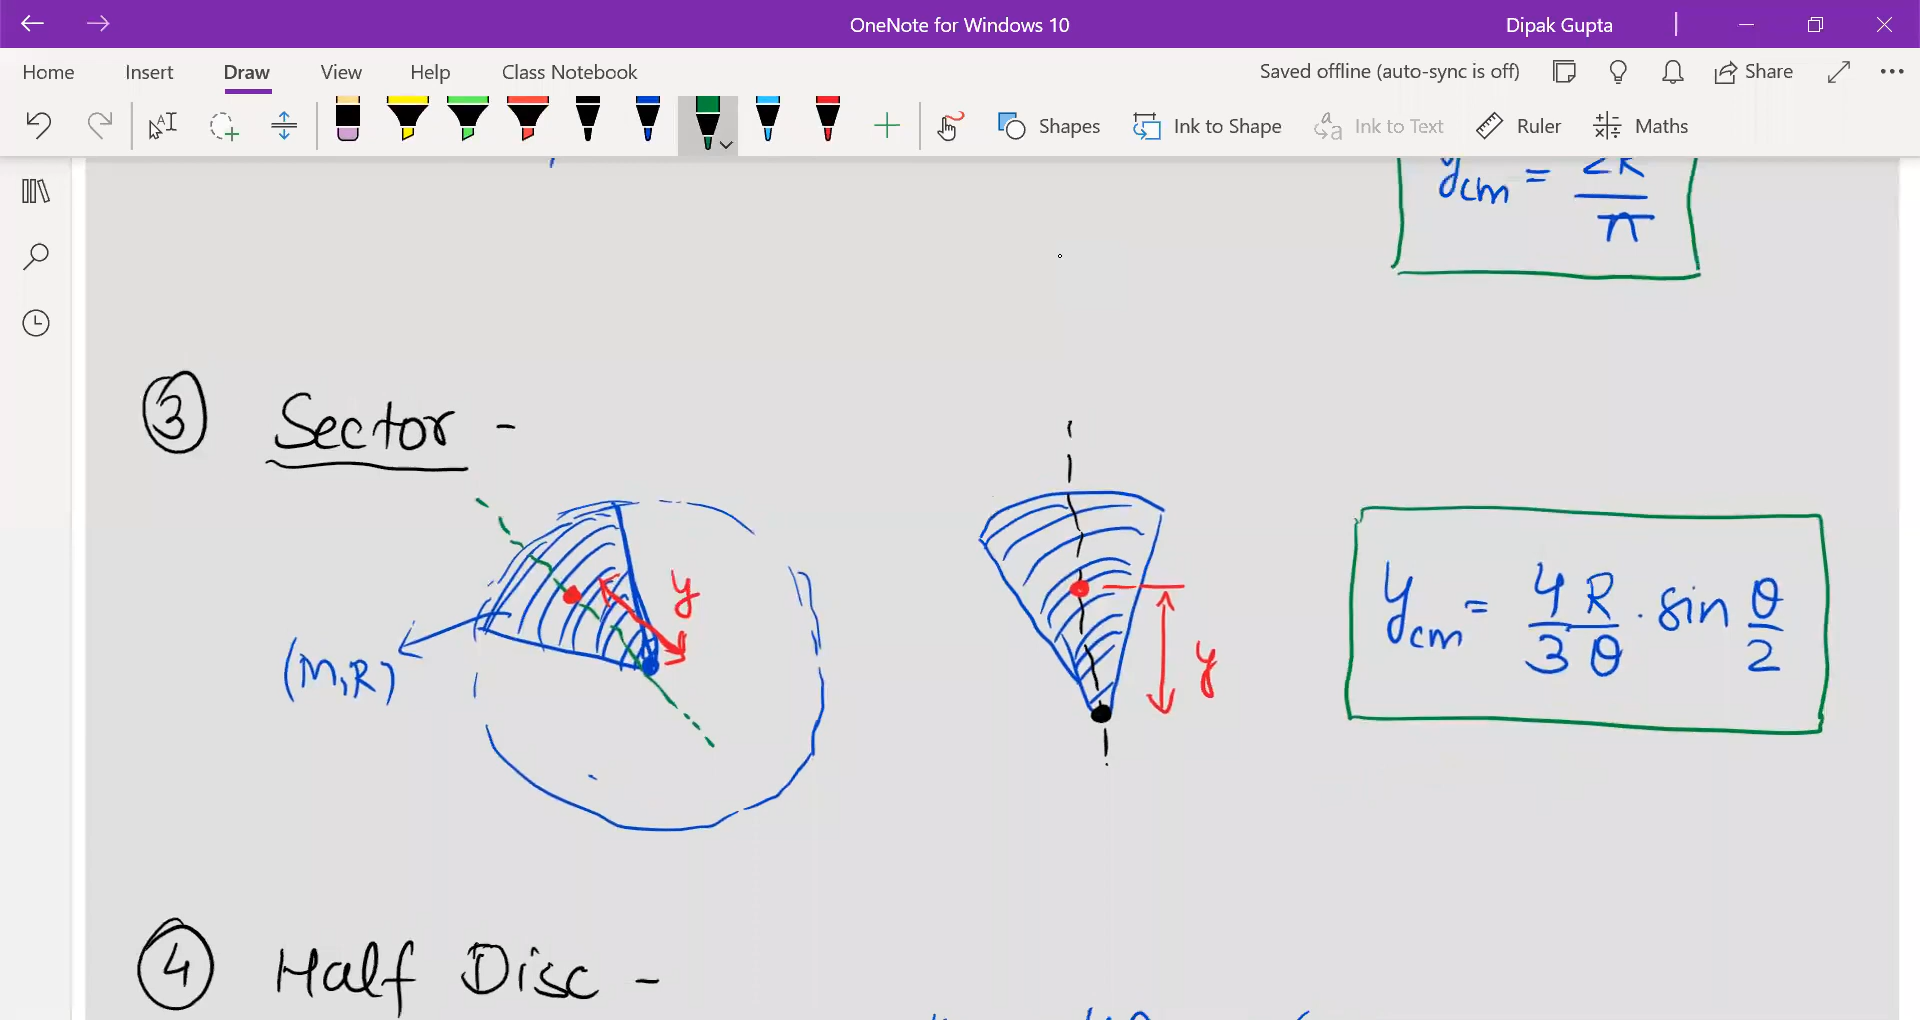 OneNote for Windows 10
Dipak Gupta
Home Insert Draw View Help Class Notebook
Saved offline (auto-sync is off) Share
Shapes Ink to Shape Ink to Text Ruler Maths
y_cm = 2R/π
③ Sector -
(M,R)
y
y
y_cm = 4R/3θ · sin θ/2
④ Half Disc -